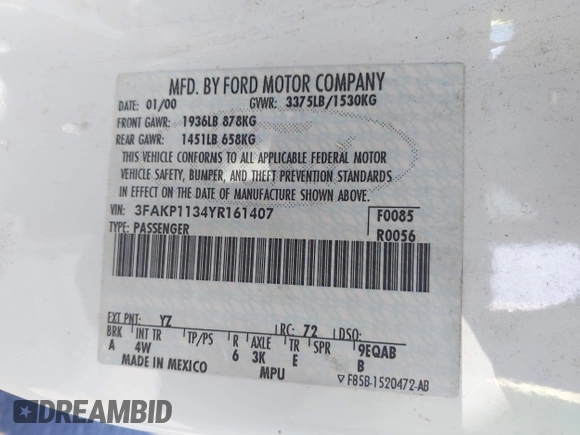 MFD. BY FORD MOTOR COMPANY
DATE: 01/00 GVWR: 3375LB/1530KG
FRONT GAWR: 1936LB 878KG
REAR GAWR: 1451LB 658KG
THIS VEHICLE CONFORMS TO ALL APPLICABLE FEDERAL MOTOR
VEHICLE SAFETY, BUMPER, AND THEFT PREVENTION STANDARDS
IN EFFECT ON THE DATE OF MANUFACTURE SHOWN ABOVE.
VIN: 3FAKP1134YR161407 F0085
TYPE: PASSENGER R0056
EXT PNT: YZ RC: 72 DSO:
BRK INT TR TP/PS R AXLE TR SPR 9EQAB
A 4W 6 3K E B
MADE IN MEXICO MPU ▽ F85B-1520472-AB
DREAMBID